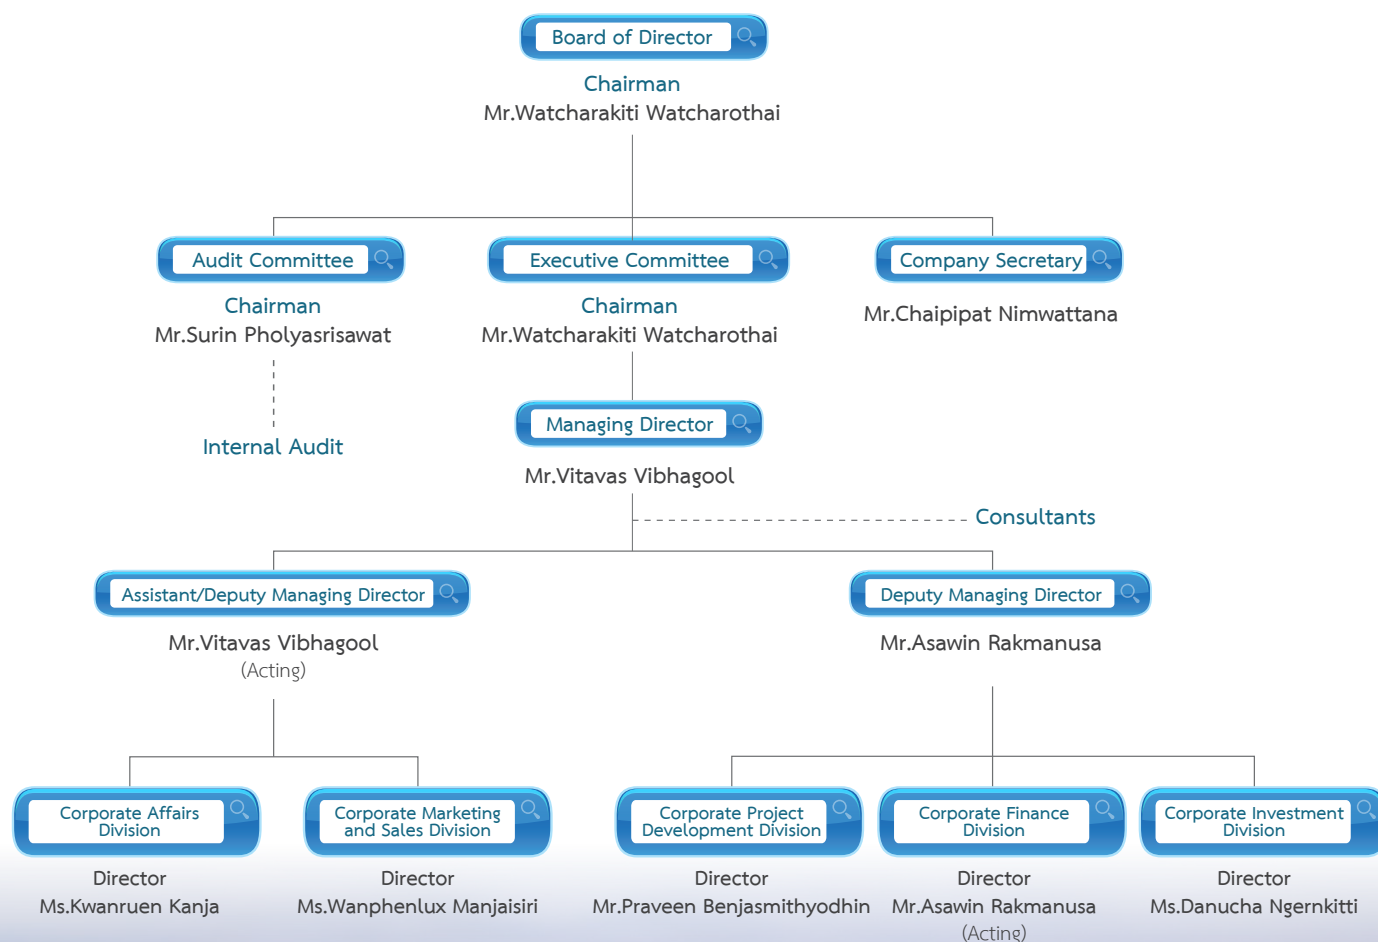 Board of Director
Chairman
Mr.Watcharakiti Watcharothai
Audit Committee
Chairman
Mr.Surin Pholyasrisawat
Internal Audit
Executive Committee
Chairman
Mr.Watcharakiti Watcharothai
Company Secretary
Mr.Chaipipat Nimwattana
Managing Director
Mr.Vitavas Vibhagool
Consultants
Assistant/Deputy Managing Director
Mr.Vitavas Vibhagool
(Acting)
Deputy Managing Director
Mr.Asawin Rakmanusa
Corporate Affairs
Division
Director
Ms.Kwanruen Kanja
Corporate Marketing
and Sales Division
Director
Ms.Wanphenlux Manjaisiri
Corporate Project
Development Division
Director
Mr.Praveen Benjasmithyodhin
Corporate Finance
Division
Director
Mr.Asawin Rakmanusa
(Acting)
Corporate Investment
Division
Director
Ms.Danucha Ngernkitti